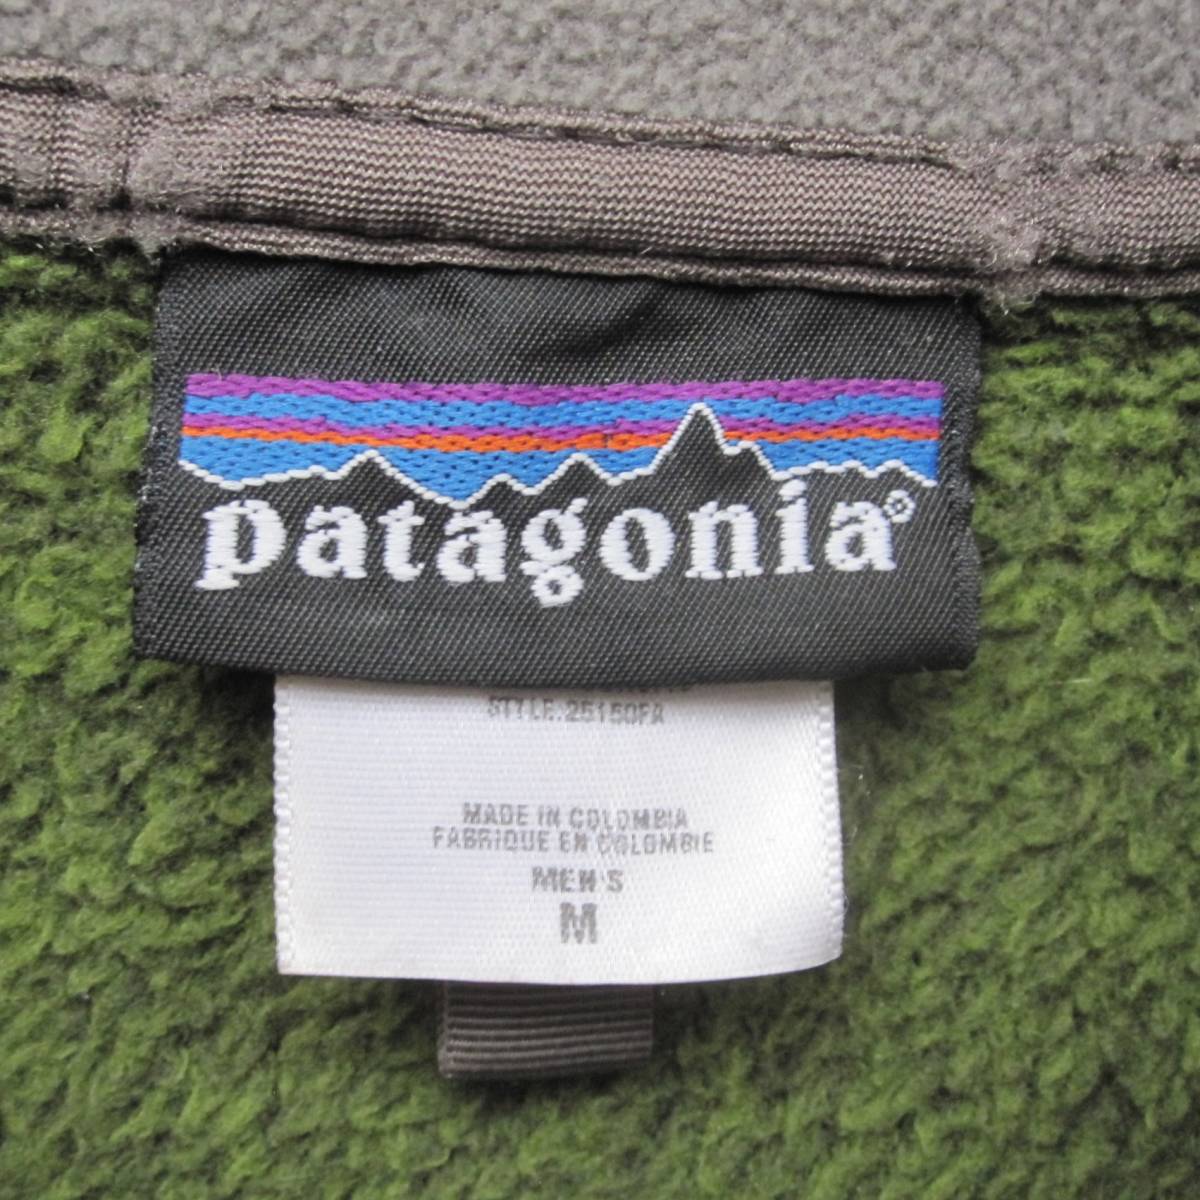 patagonia®
STYLE:25150FA
MADE IN COLOMBIA
FABRIQUE EN COLOMBIE
MEN'S
M